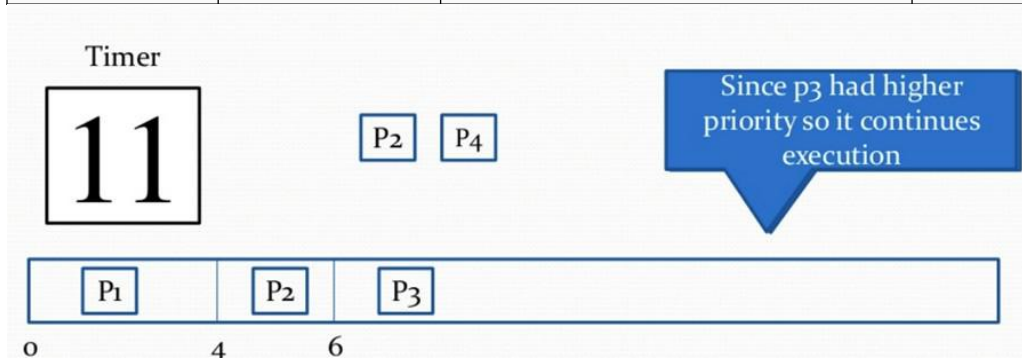 Timer
11
P2 P4
Since p3 had higher
priority so it continues
execution
P1 P2 P3
0 4 6